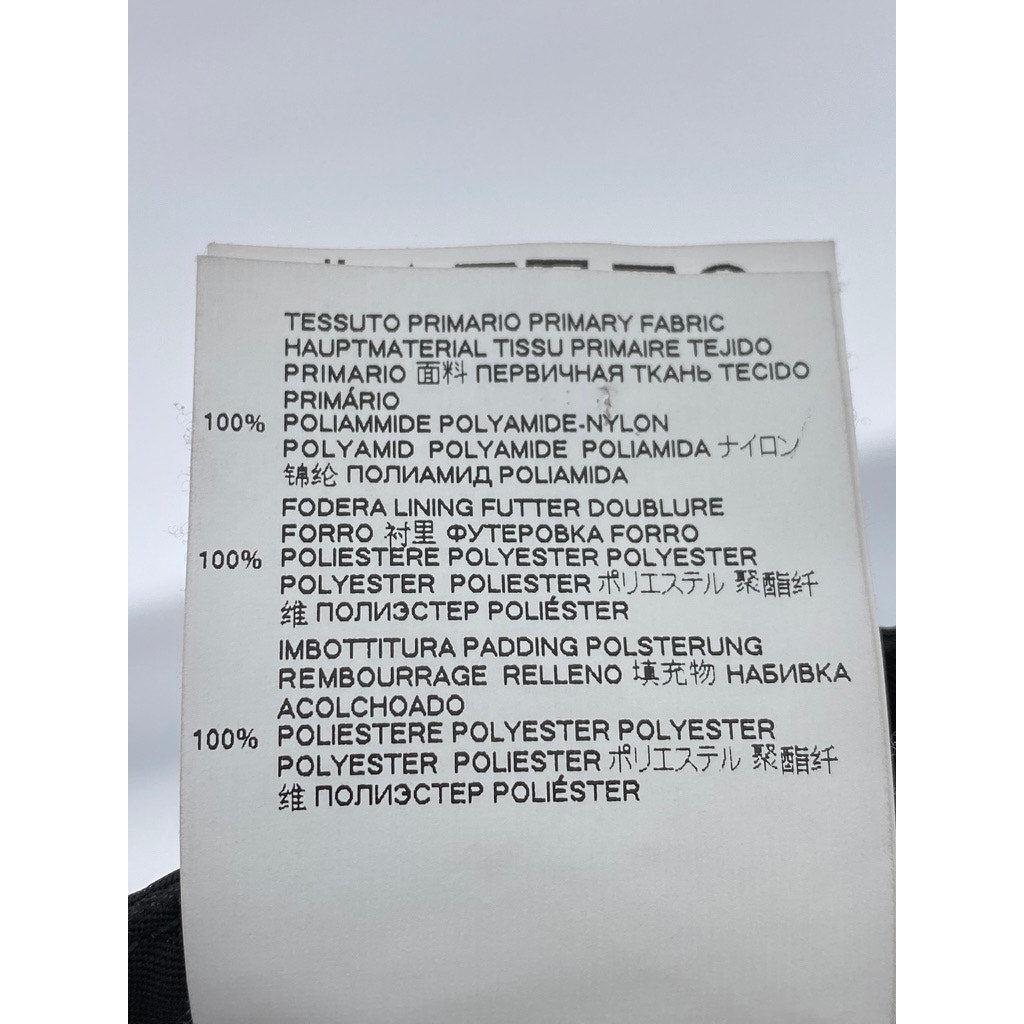 TESSUTO PRIMARIO PRIMARY FABRIC
HAUPTMATERIAL TISSU PRIMAIRE TEJIDO
PRIMARIO 面料 ПЕРВИЧНАЯ ТКАНЬ TECIDO
PRIMÁRIO
100% POLIAMMIDE POLYAMIDE-NYLON
POLYAMID POLYAMIDE POLIAMIDA ナイロン
锦纶 ПОЛИАМИД POLIAMIDA
FODERA LINING FUTTER DOUBLURE
FORRO 衬里 ФУТЕРОВКА FORRO
100% POLIESTERE POLYESTER POLYESTER
POLYESTER POLIESTER ポリエステル 聚酯纤
维 ПОЛИЭСТЕР POLIÉSTER
IMBOTTITURA PADDING POLSTERUNG
REMBOURRAGE RELLENO 填充物 НАБИВКА
ACOLCHOADO
100% POLIESTERE POLYESTER POLYESTER
POLYESTER POLIESTER ポリエステル 聚酯纤
维 ПОЛИЭСТЕР POLIÉSTER